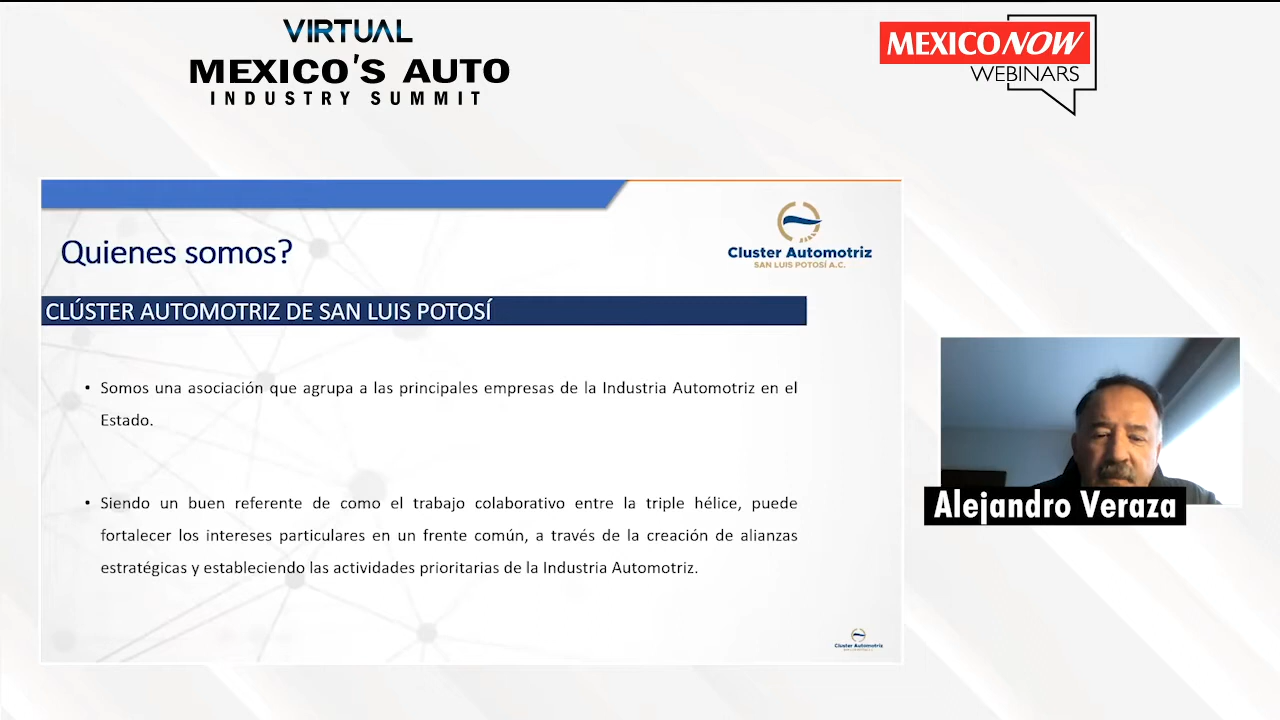 VIRTUAL
MEXICO'S AUTO
INDUSTRY SUMMIT
MEXICONOW
WEBINARS
Quienes somos?
Cluster Automotriz
SAN LUIS POTOSÍ A.C.
CLÚSTER AUTOMOTRIZ DE SAN LUIS POTOSÍ
• Somos una asociación que agrupa a las principales empresas de la Industria Automotriz en el
Estado.
• Siendo un buen referente de como el trabajo colaborativo entre la triple hélice, puede
fortalecer los intereses particulares en un frente común, a través de la creación de alianzas
estratégicas y estableciendo las actividades prioritarias de la Industria Automotriz.
Alejandro Veraza
Cluster Automotriz